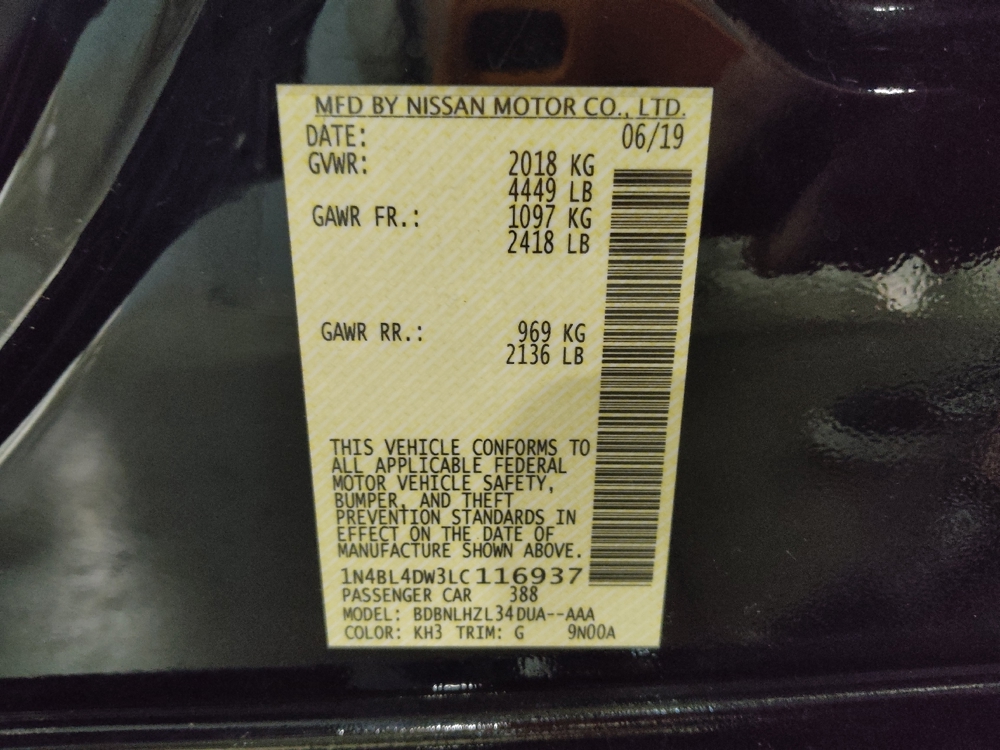 MFD BY NISSAN MOTOR CO., LTD.
DATE: 06/19
GVWR: 2018 KG
4449 LB
GAWR FR.: 1097 KG
2418 LB
GAWR RR.: 969 KG
2136 LB
THIS VEHICLE CONFORMS TO
ALL APPLICABLE FEDERAL
MOTOR VEHICLE SAFETY,
BUMPER, AND THEFT
PREVENTION STANDARDS IN
EFFECT ON THE DATE OF
MANUFACTURE SHOWN ABOVE.
1N4BL4DW3LC116937
PASSENGER CAR 388
MODEL: BDBNLHZL34DUA--AAA
COLOR: KH3 TRIM: G 9N00A